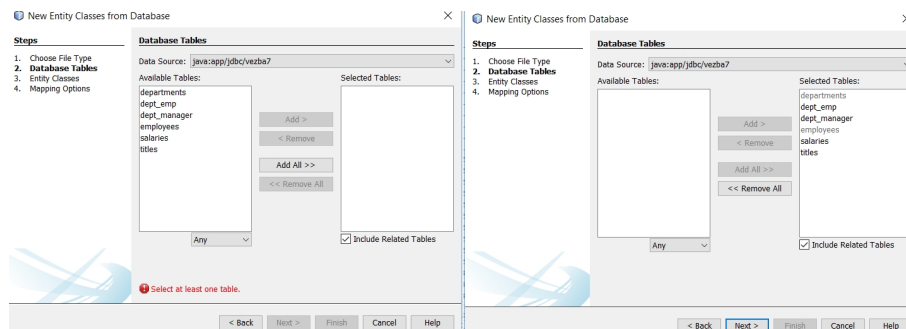 New Entity Classes from Database
Steps
1. Choose File Type
2. Database Tables
3. Entity Classes
4. Mapping Options
Database Tables
Data Source: java:app/jdbc/vezba7
Available Tables:
departments
dept_emp
dept_manager
employees
salaries
titles
Add >
< Remove
Add All >>
<< Remove All
Selected Tables:
Any
Include Related Tables
Select at least one table.
< Back Next > Finish Cancel Help
New Entity Classes from Database
Steps
1. Choose File Type
2. Database Tables
3. Entity Classes
4. Mapping Options
Database Tables
Data Source: java:app/jdbc/vezba7
Available Tables:
Add >
< Remove
Add All >>
<< Remove All
Selected Tables:
departments
dept_emp
dept_manager
employees
salaries
titles
Any
Include Related Tables
< Back Next > Finish Cancel Help